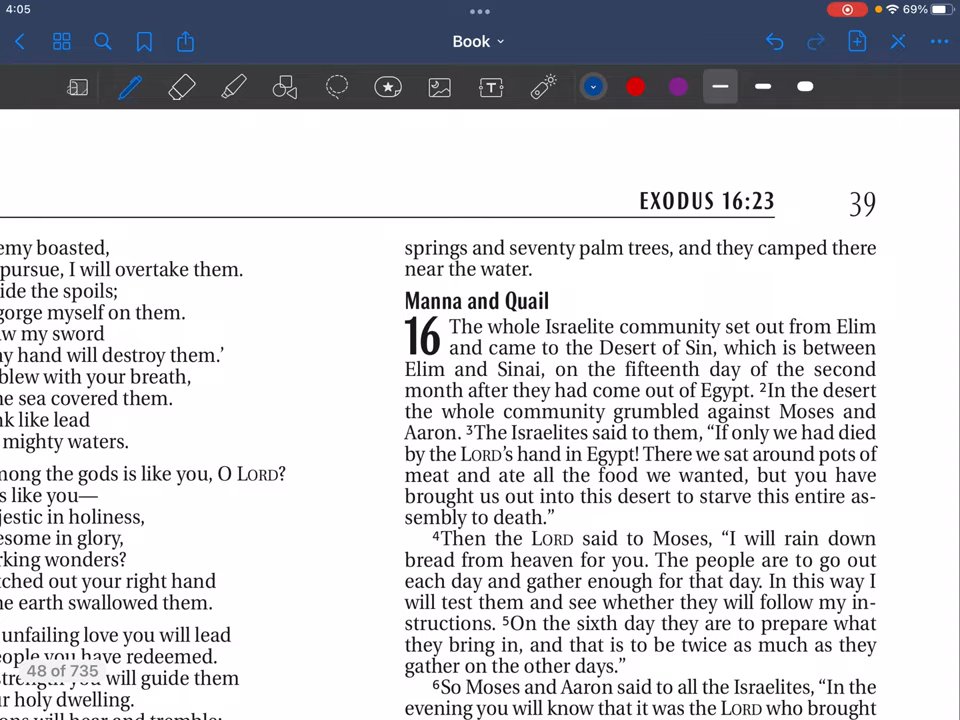 4:05
69%
Book
T
EXODUS 16:23 39
emy boasted,
pursue, I will overtake them.
ide the spoils;
gorge myself on them.
w my sword
hand will destroy them.’
blew with your breath,
e sea covered them.
k like lead
mighty waters.
mong the gods is like you, O LORD?
s like you—
jestic in holiness,
esome in glory,
rking wonders?
tched out your right hand
e earth swallowed them.
unfailing love you will lead
eople you have redeemed.
strength you will guide them
r holy dwelling.
48 of 735
springs and seventy palm trees, and they camped there
near the water.
Manna and Quail
16 The whole Israelite community set out from Elim
and came to the Desert of Sin, which is between
Elim and Sinai, on the fifteenth day of the second
month after they had come out of Egypt. ²In the desert
the whole community grumbled against Moses and
Aaron. ³The Israelites said to them, “If only we had died
by the LORD’s hand in Egypt! There we sat around pots of
meat and ate all the food we wanted, but you have
brought us out into this desert to starve this entire as-
sembly to death.”
⁴Then the LORD said to Moses, “I will rain down
bread from heaven for you. The people are to go out
each day and gather enough for that day. In this way I
will test them and see whether they will follow my in-
structions. ⁵On the sixth day they are to prepare what
they bring in, and that is to be twice as much as they
gather on the other days.”
⁶So Moses and Aaron said to all the Israelites, “In the
evening you will know that it was the LORD who brought